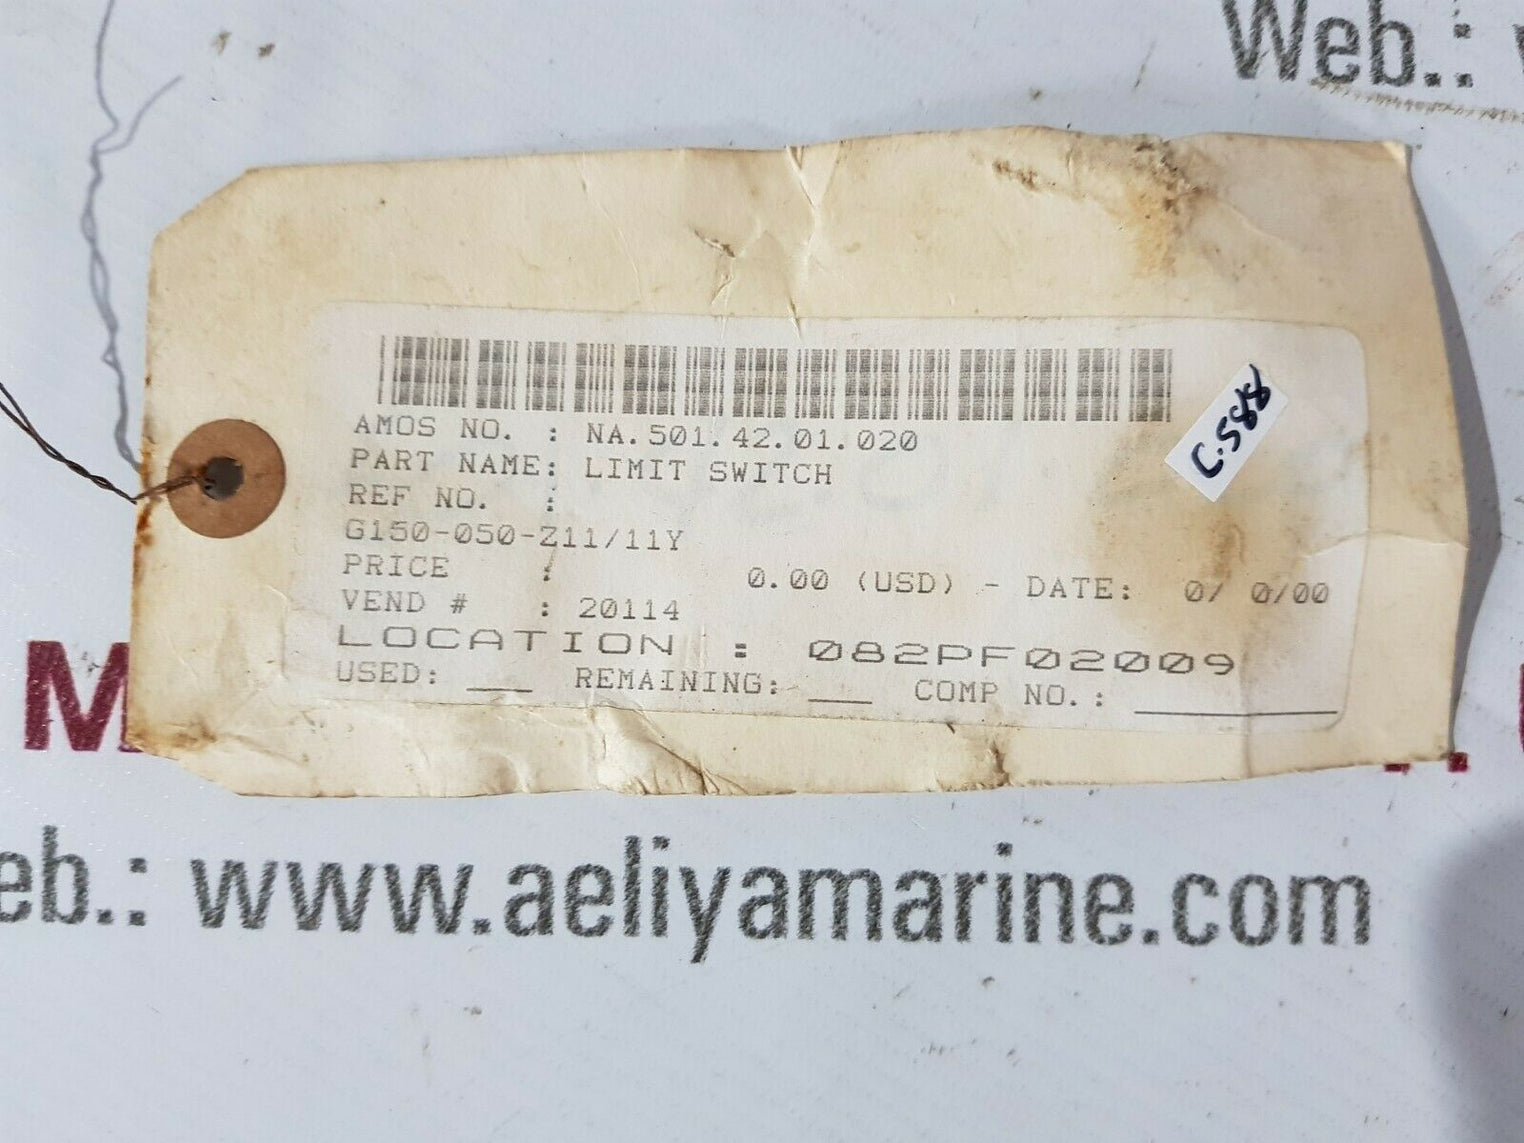 Web.:
AMOS NO. : NA.501.42.01.020
PART NAME: LIMIT SWITCH
REF NO. :
G150-050-Z11/11Y
PRICE : 0.00 (USD) - DATE: 0/ 0/00
VEND # : 20114
LOCATION : 082PF02009
USED: ___ REMAINING: ___ COMP NO.: __________
M
eb.: www.aeliyamarine.com